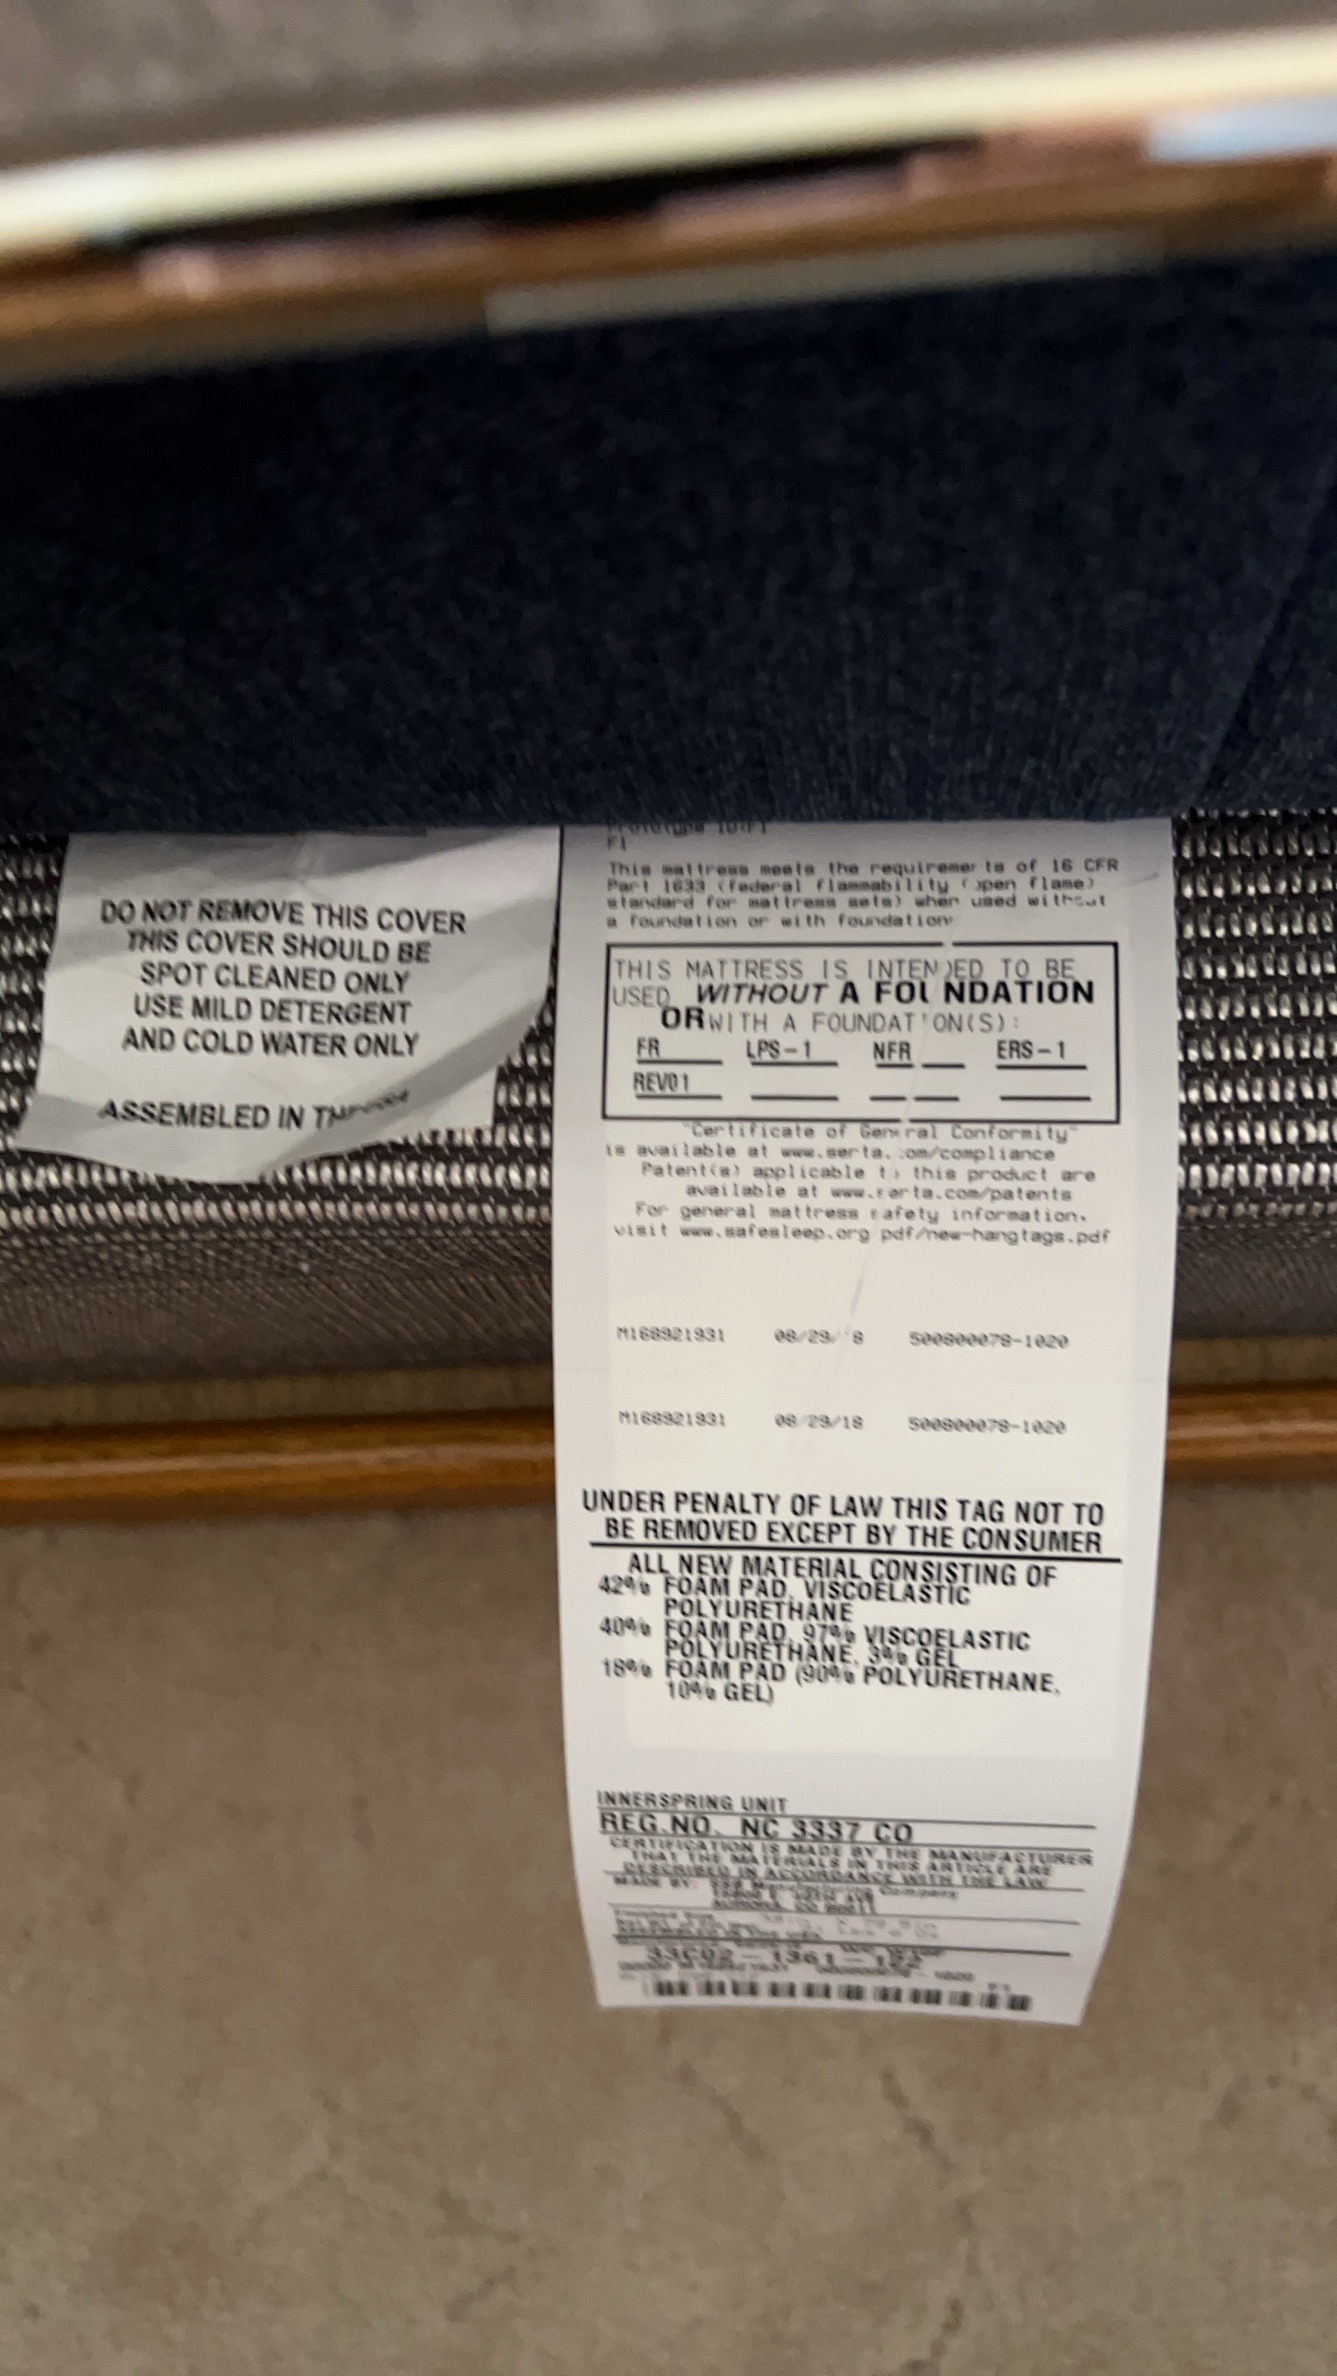 DO NOT REMOVE THIS COVER
THIS COVER SHOULD BE
SPOT CLEANED ONLY
USE MILD DETERGENT
AND COLD WATER ONLY
ASSEMBLED IN
F1
This mattress meets the requirements of 16 CFR
Part 1633 (federal flammability (open flame)
standard for mattress sets) when used without
a foundation or with foundation
THIS MATTRESS IS INTENDED TO BE
USED WITHOUT A FOUNDATION
OR WITH A FOUNDATION(S):
FR LPS-1 NFR ERS-1
REV01
"Certificate of General Conformity"
is available at www.serta.com/compliance
Patent(s) applicable to this product are
available at www.serta.com/patents
For general mattress safety information,
visit www.safesleep.org pdf/new-hangtags.pdf
M168921931 08/29/ 8 500800078-1020
M168921931 08/29/18 500800078-1020
UNDER PENALTY OF LAW THIS TAG NOT TO
BE REMOVED EXCEPT BY THE CONSUMER
ALL NEW MATERIAL CONSISTING OF
42% FOAM PAD, VISCOELASTIC
POLYURETHANE
40% FOAM PAD, 97% VISCOELASTIC
POLYURETHANE, 3% GEL
18% FOAM PAD (90% POLYURETHANE,
10% GEL)
INNERSPRING UNIT
REG.NO. NC 3337 CO
CERTIFICATION IS MADE BY THE MANUFACTURER
THAT THE MATERIALS IN THIS ARTICLE ARE
DESCRIBED IN ACCORDANCE WITH THE LAW
MADE BY: Company
AURORA, CO 80011